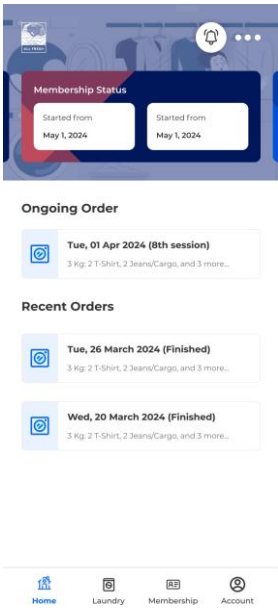 ALL FRESH
Membership Status
Started from
May 1, 2024
Started from
May 1, 2024
Ongoing Order
Tue, 01 Apr 2024 (8th session)
3 Kg: 2 T-Shirt, 2 Jeans/Cargo, and 3 more...
Recent Orders
Tue, 26 March 2024 (Finished)
3 Kg: 2 T-Shirt, 2 Jeans/Cargo, and 3 more...
Wed, 20 March 2024 (Finished)
3 Kg: 2 T-Shirt, 2 Jeans/Cargo, and 3 more...
Home
Laundry
Membership
Account